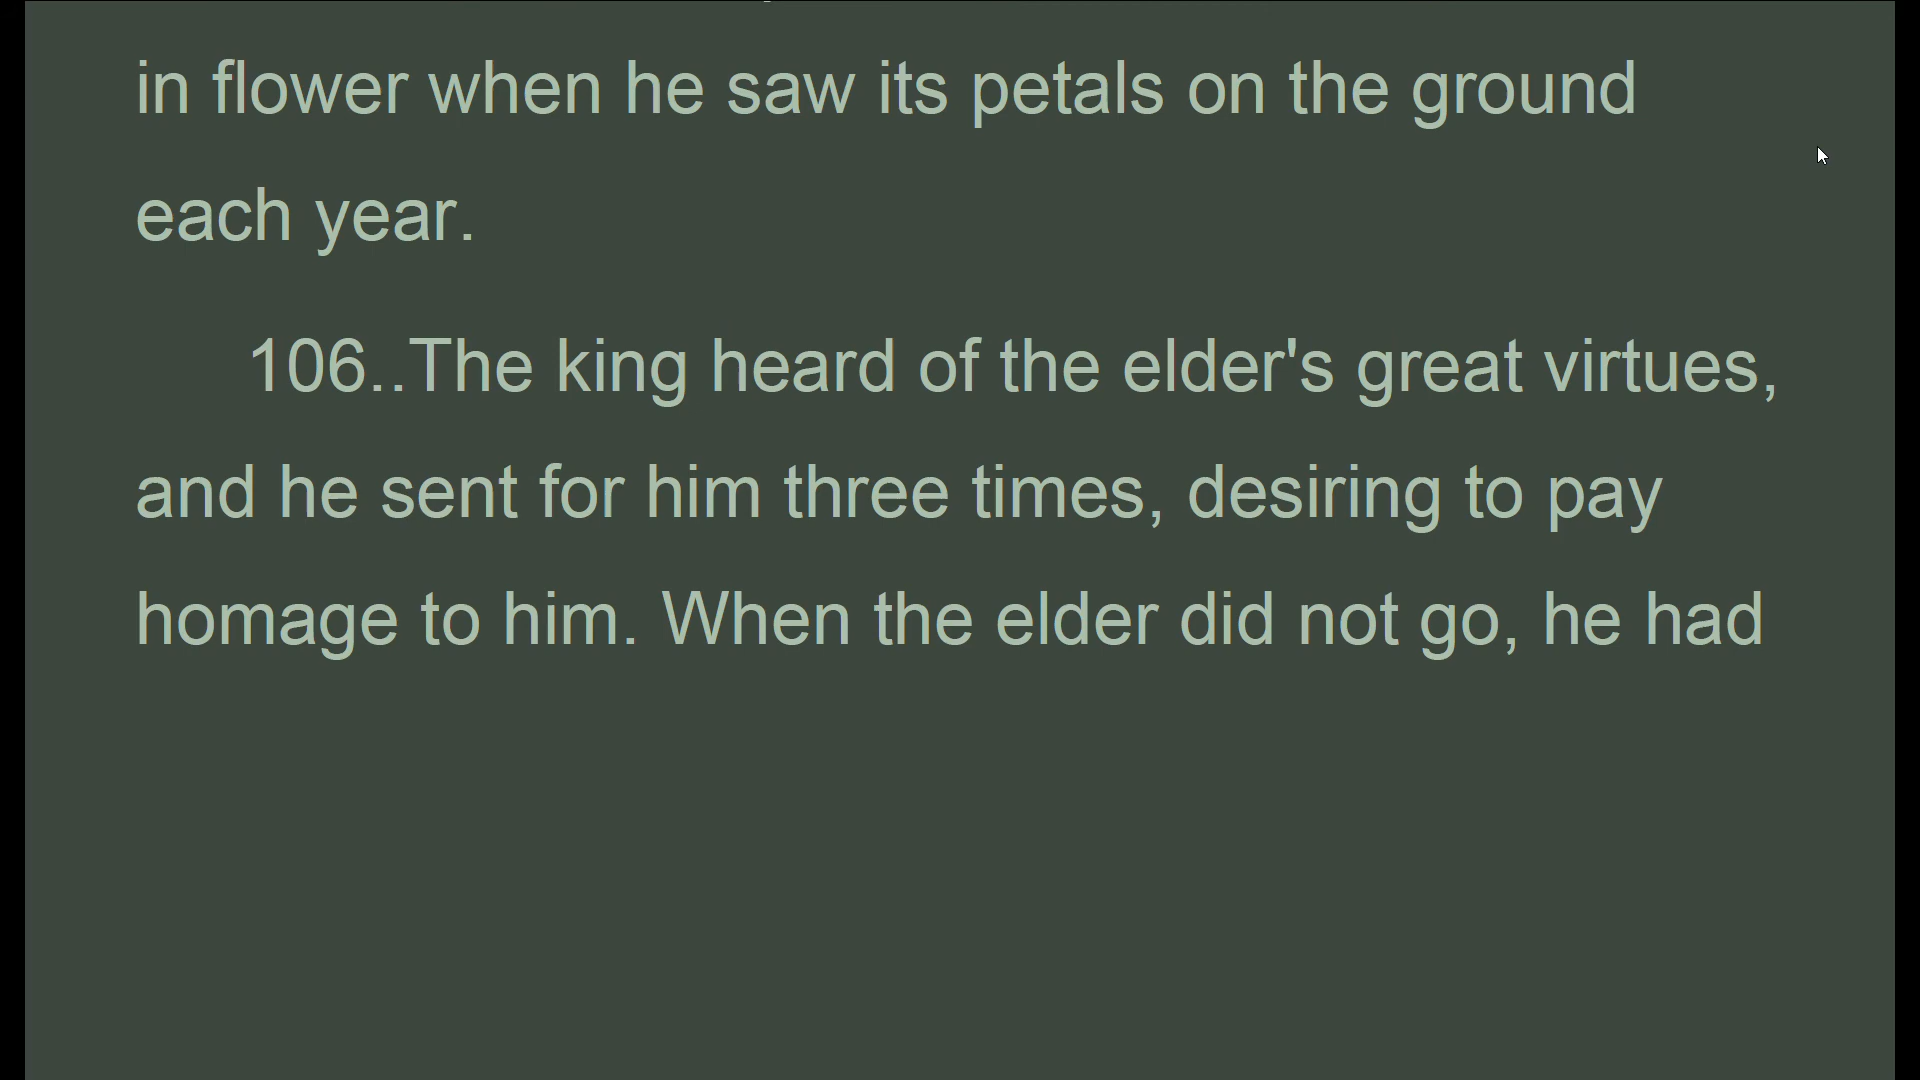 in flower when he saw its petals on the ground
each year.
106..The king heard of the elder's great virtues,
and he sent for him three times, desiring to pay
homage to him. When the elder did not go, he had